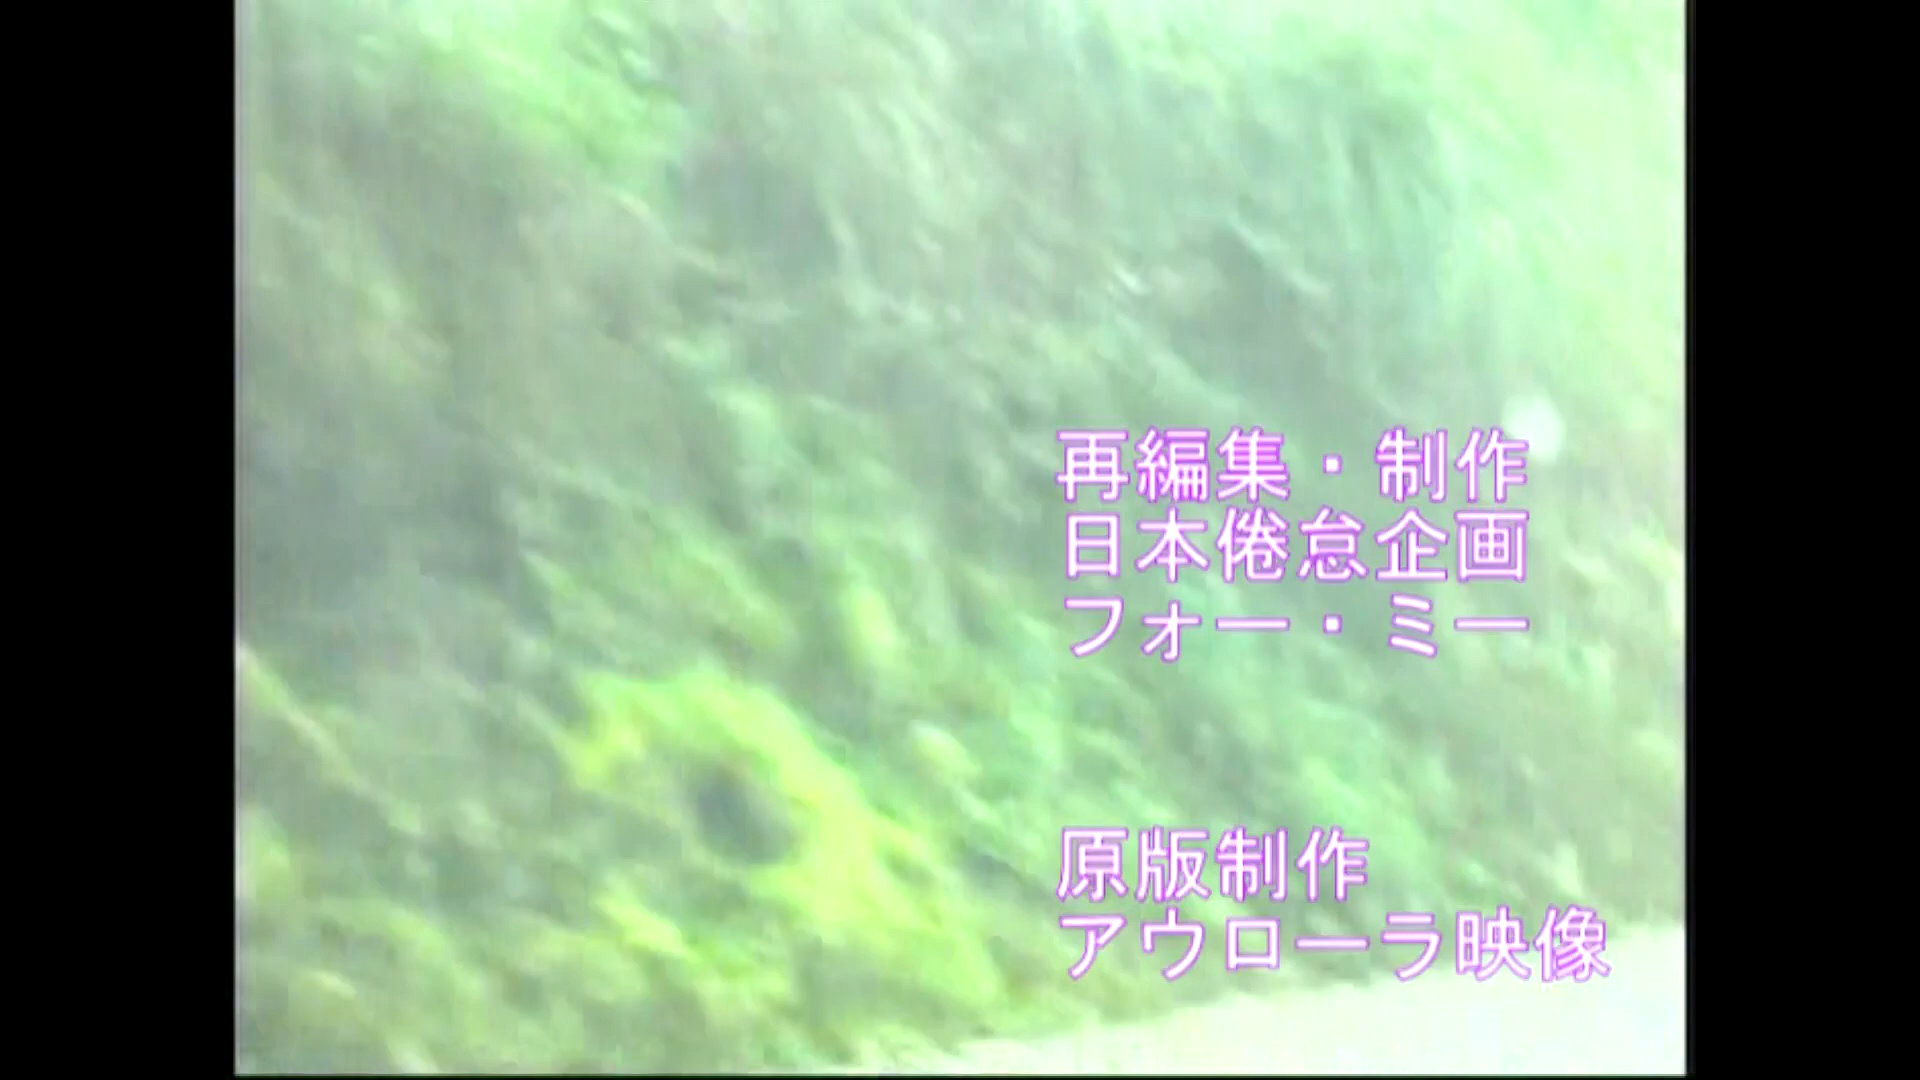 再編集・制作
日本倦怠企画
フォー・ミー
原版制作
アウローラ映像